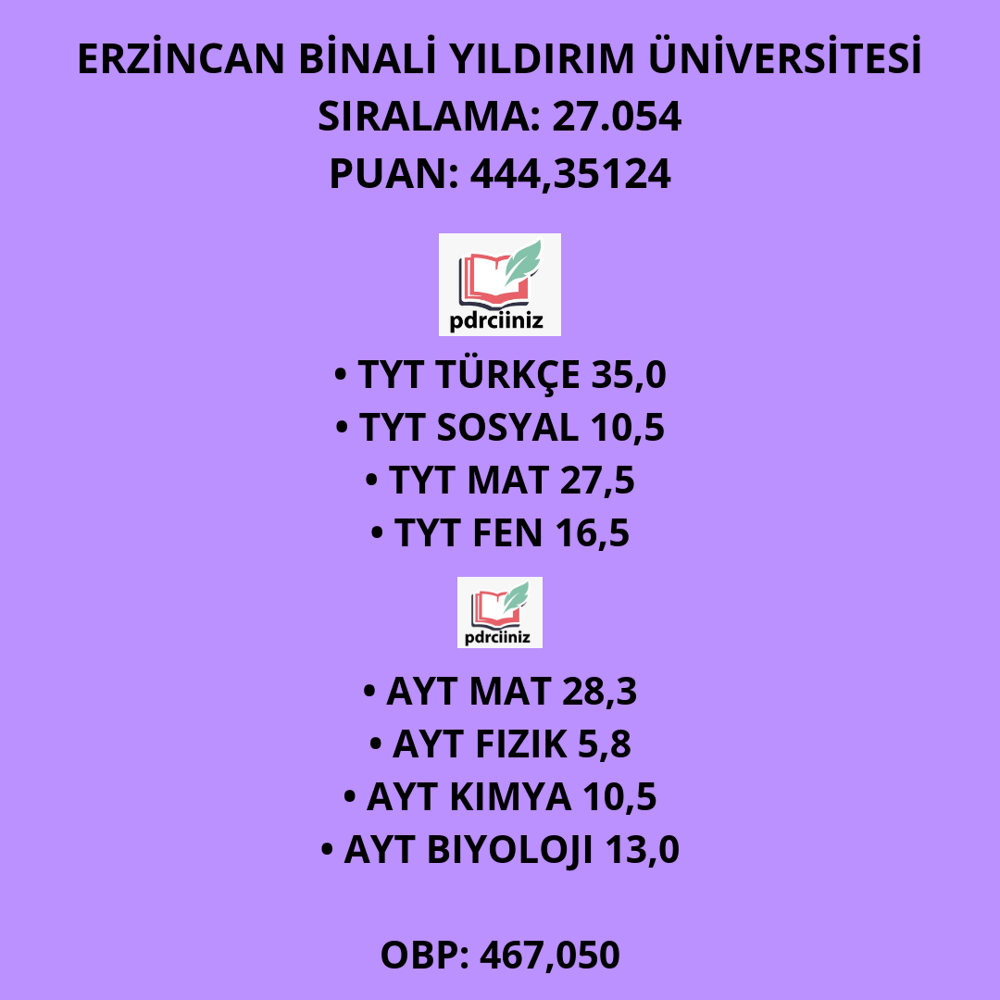 ERZİNCAN BİNALİ YILDIRIM ÜNİVERSİTESİ
SIRALAMA: 27.054
PUAN: 444,35124
pdrciiniz
• TYT TÜRKÇE 35,0
• TYT SOSYAL 10,5
• TYT MAT 27,5
• TYT FEN 16,5
pdrciiniz
• AYT MAT 28,3
• AYT FIZIK 5,8
• AYT KIMYA 10,5
• AYT BIYOLOJI 13,0
OBP: 467,050